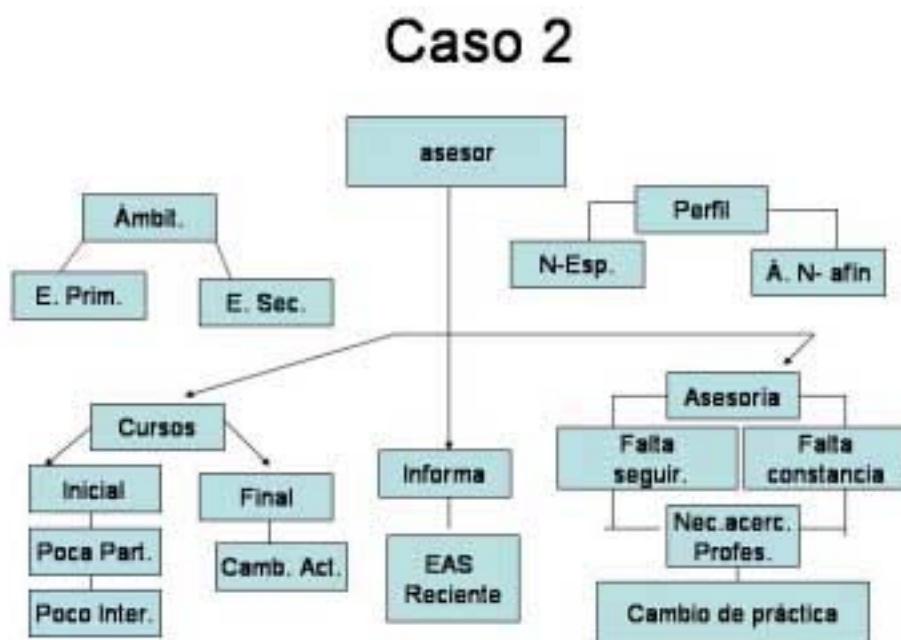 Caso 2
asesor
Àmbit.
Perfil
E. Prim.
E. Sec.
N-Esp.
À. N- afín
Cursos
Asesoría
Inicial
Final
Informa
Falta
seguir.
Falta
constancia
Poca Part.
Camb. Act.
EAS
Reciente
Nec.acerc.
Profes.
Poco Inter.
Cambio de práctica